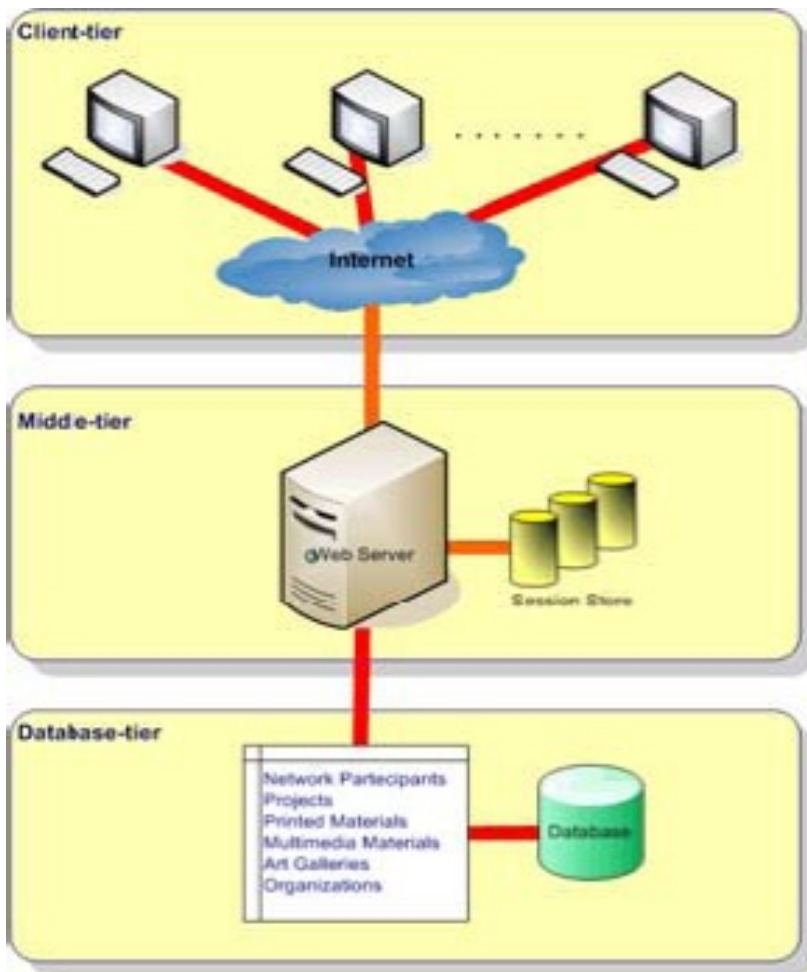 Client-tier
Internet
Middle-tier
Web Server
Session Store
Database-tier
Network Partecipants
Projects
Printed Materials
Multimedia Materials
Art Galleries
Organizations
Database